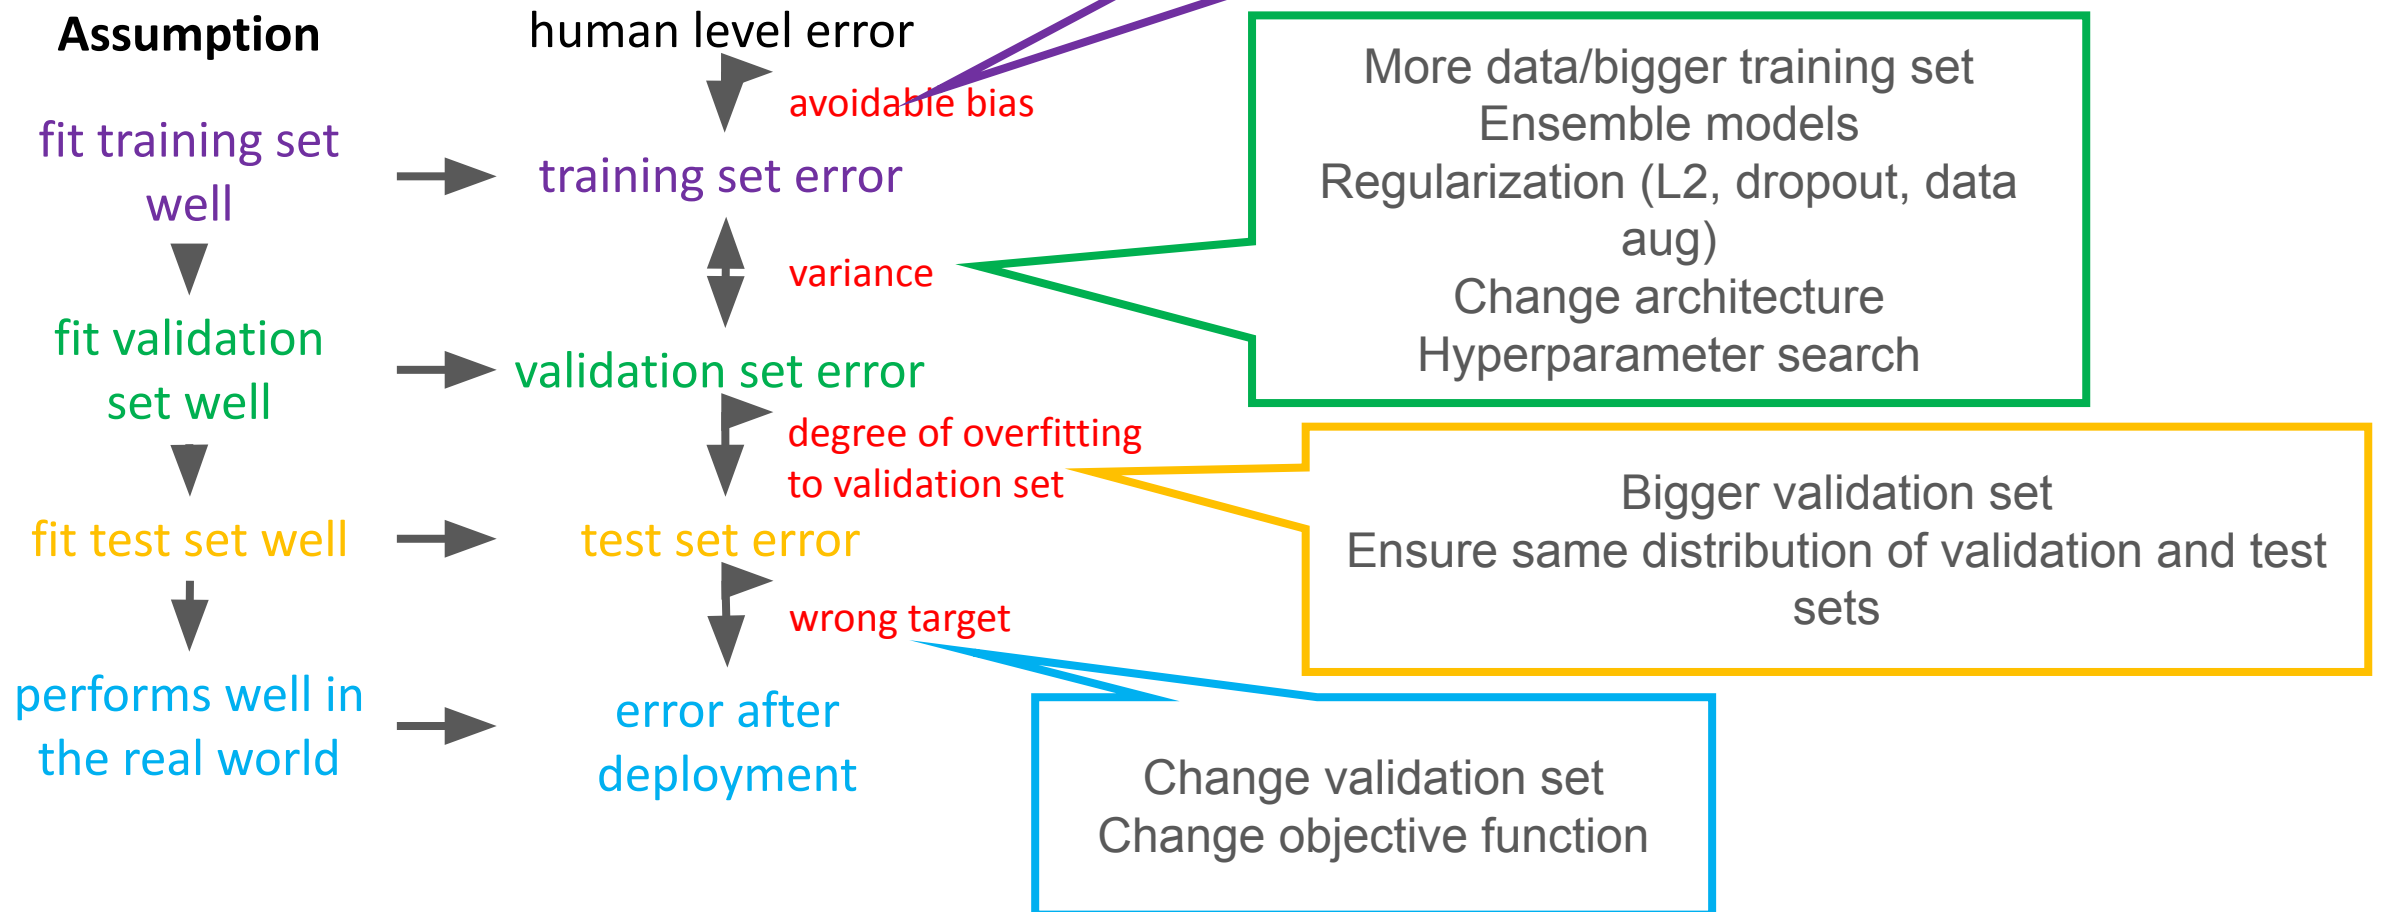 Assumption
human level error
avoidable bias
fit training set
well
training set error
variance
fit validation
set well
validation set error
degree of overfitting
to validation set
fit test set well
test set error
wrong target
performs well in
the real world
error after
deployment
More data/bigger training set
Ensemble models
Regularization (L2, dropout, data
aug)
Change architecture
Hyperparameter search
Bigger validation set
Ensure same distribution of validation and test
sets
Change validation set
Change objective function